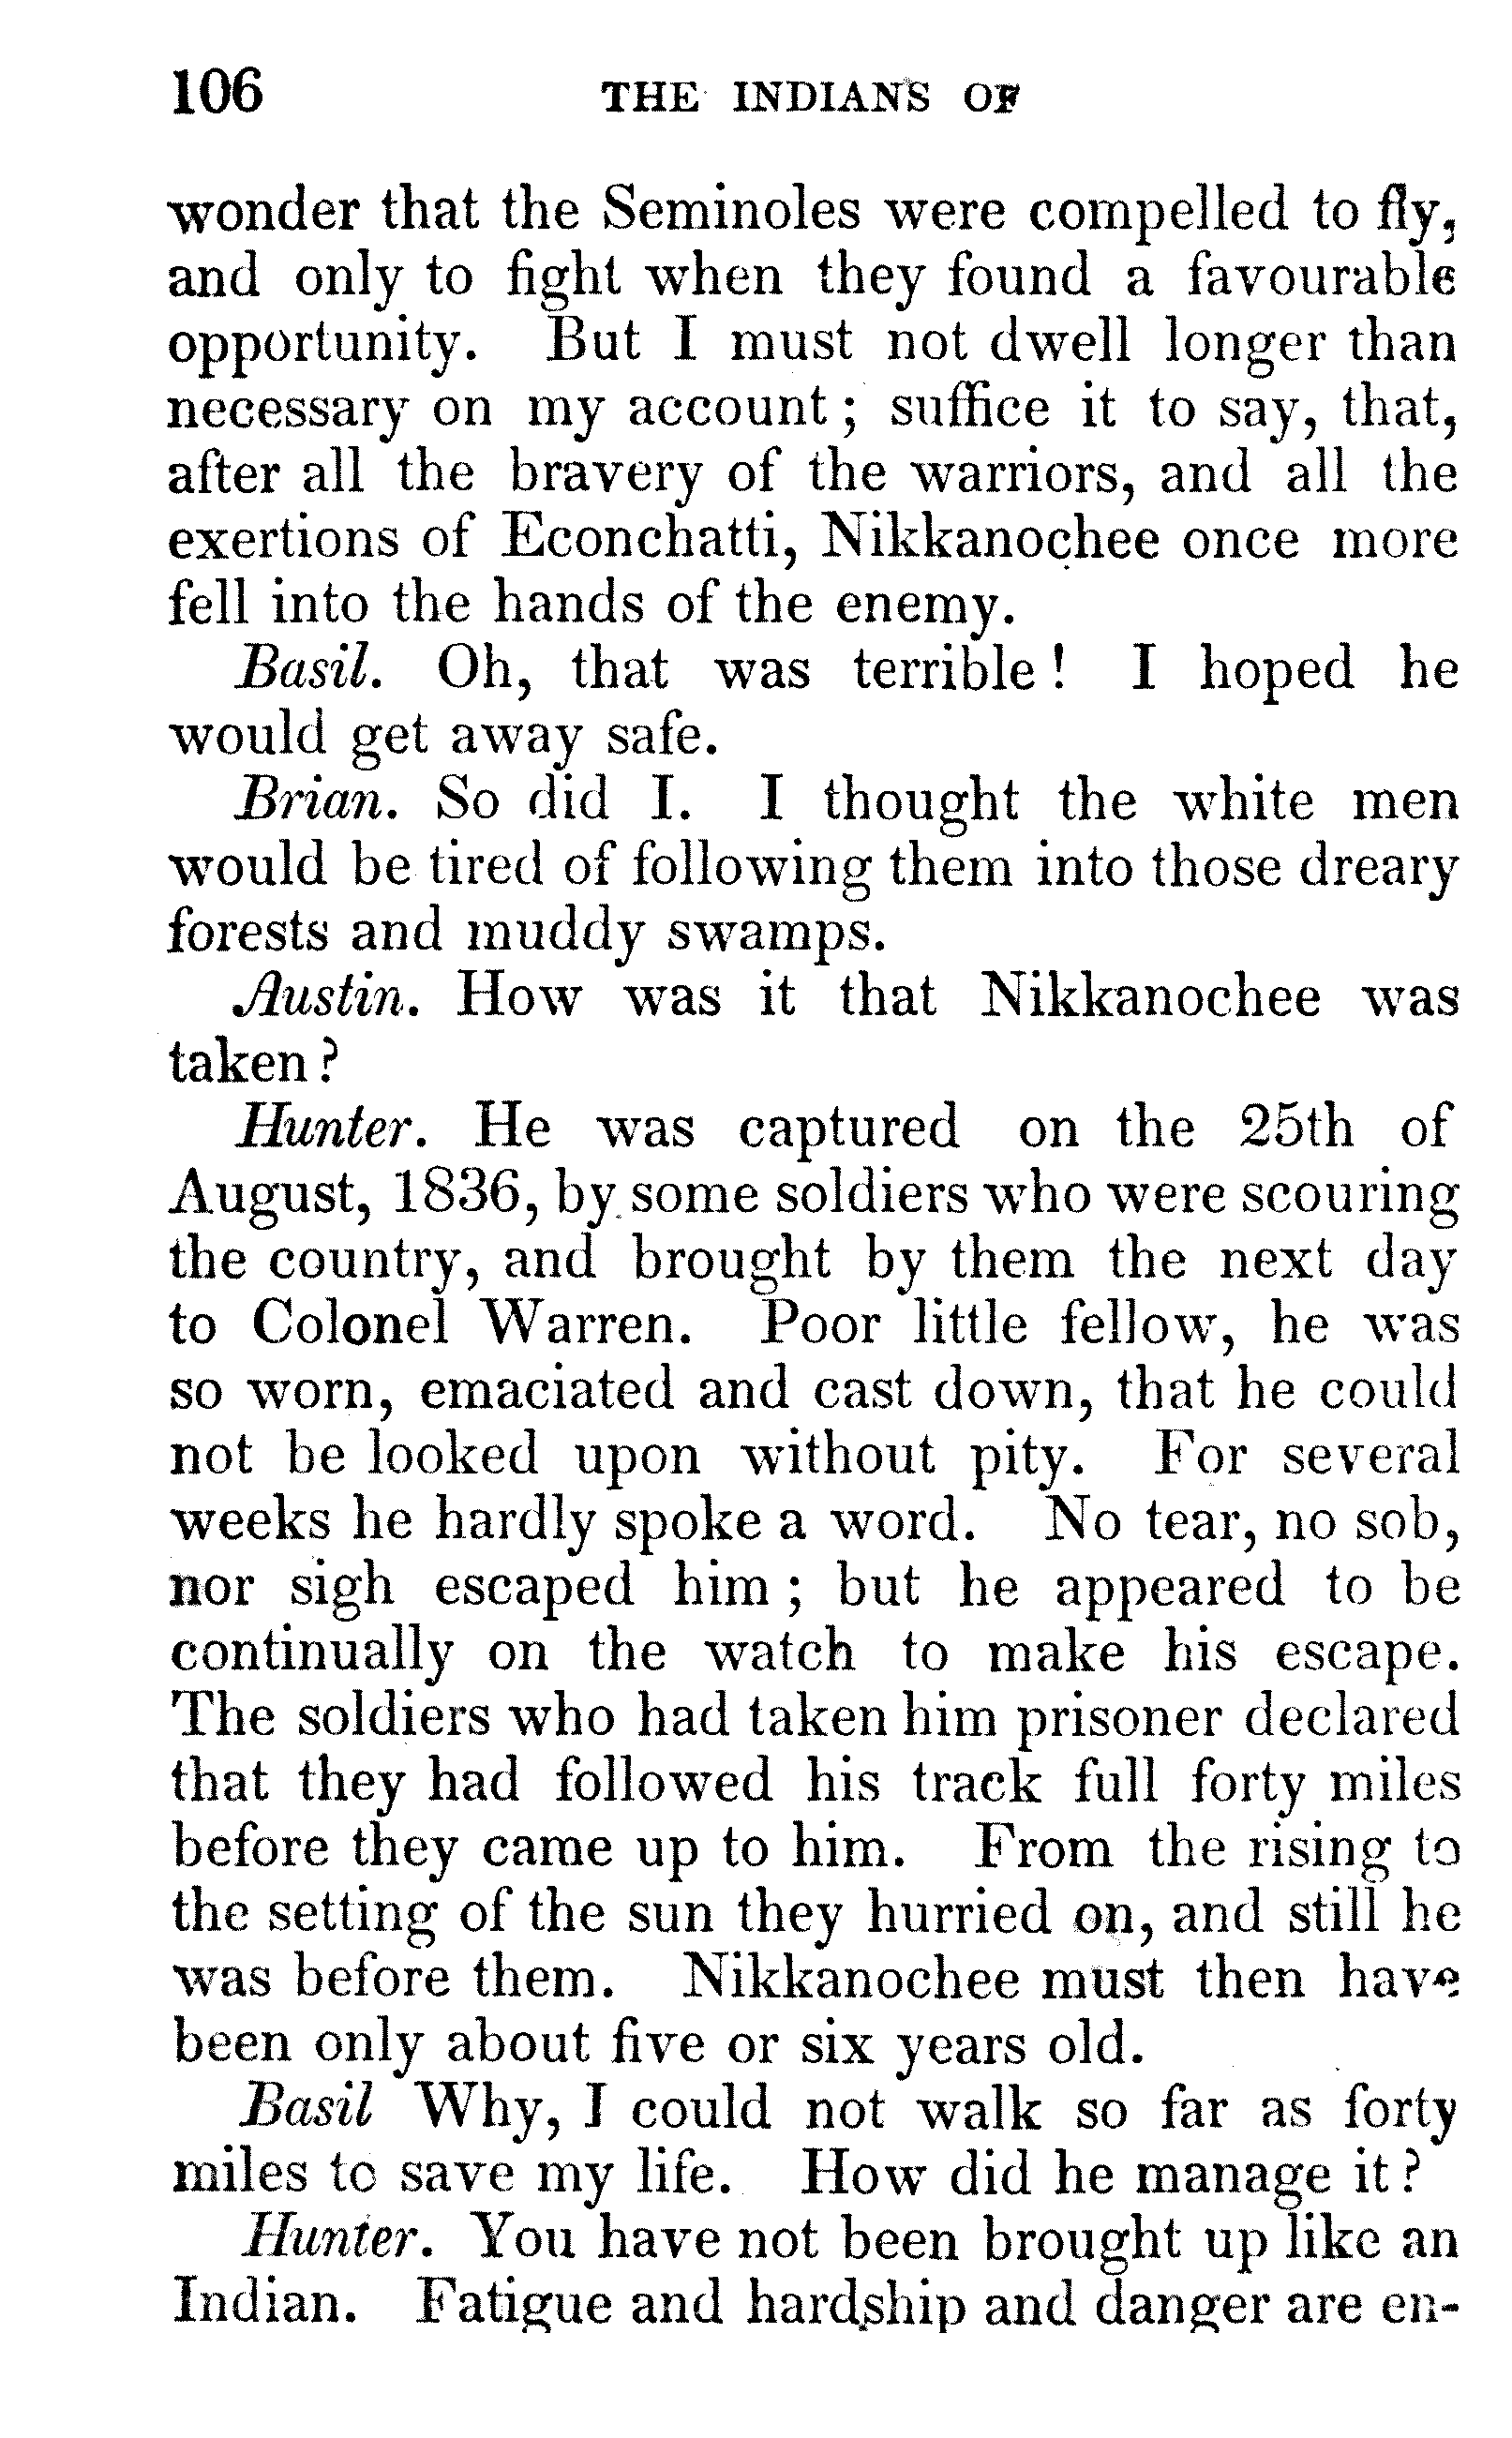 106 THE INDIANS OF
wonder that the Seminoles were compelled to fly,
and only to fight when they found a favourable
opportunity. But I must not dwell longer than
necessary on my account; suffice it to say, that,
after all the bravery of the warriors, and all the
exertions of Econchatti, Nikkanochee once more
fell into the hands of the enemy.
Basil. Oh, that was terrible! I hoped he
would get away safe.
Brian. So did I. I thought the white men
would be tired of following them into those dreary
forests and muddy swamps.
Austin. How was it that Nikkanochee was
taken?
Hunter. He was captured on the 25th of
August, 1836, by some soldiers who were scouring
the country, and brought by them the next day
to Colonel Warren. Poor little fellow, he was
so worn, emaciated and cast down, that he could
not be looked upon without pity. For several
weeks he hardly spoke a word. No tear, no sob,
nor sigh escaped him; but he appeared to be
continually on the watch to make his escape.
The soldiers who had taken him prisoner declared
that they had followed his track full forty miles
before they came up to him. From the rising to
the setting of the sun they hurried on, and still he
was before them. Nikkanochee must then have
been only about five or six years old.
Basil Why, I could not walk so far as forty
miles to save my life. How did he manage it?
Hunter. You have not been brought up like an
Indian. Fatigue and hardship and danger are en-